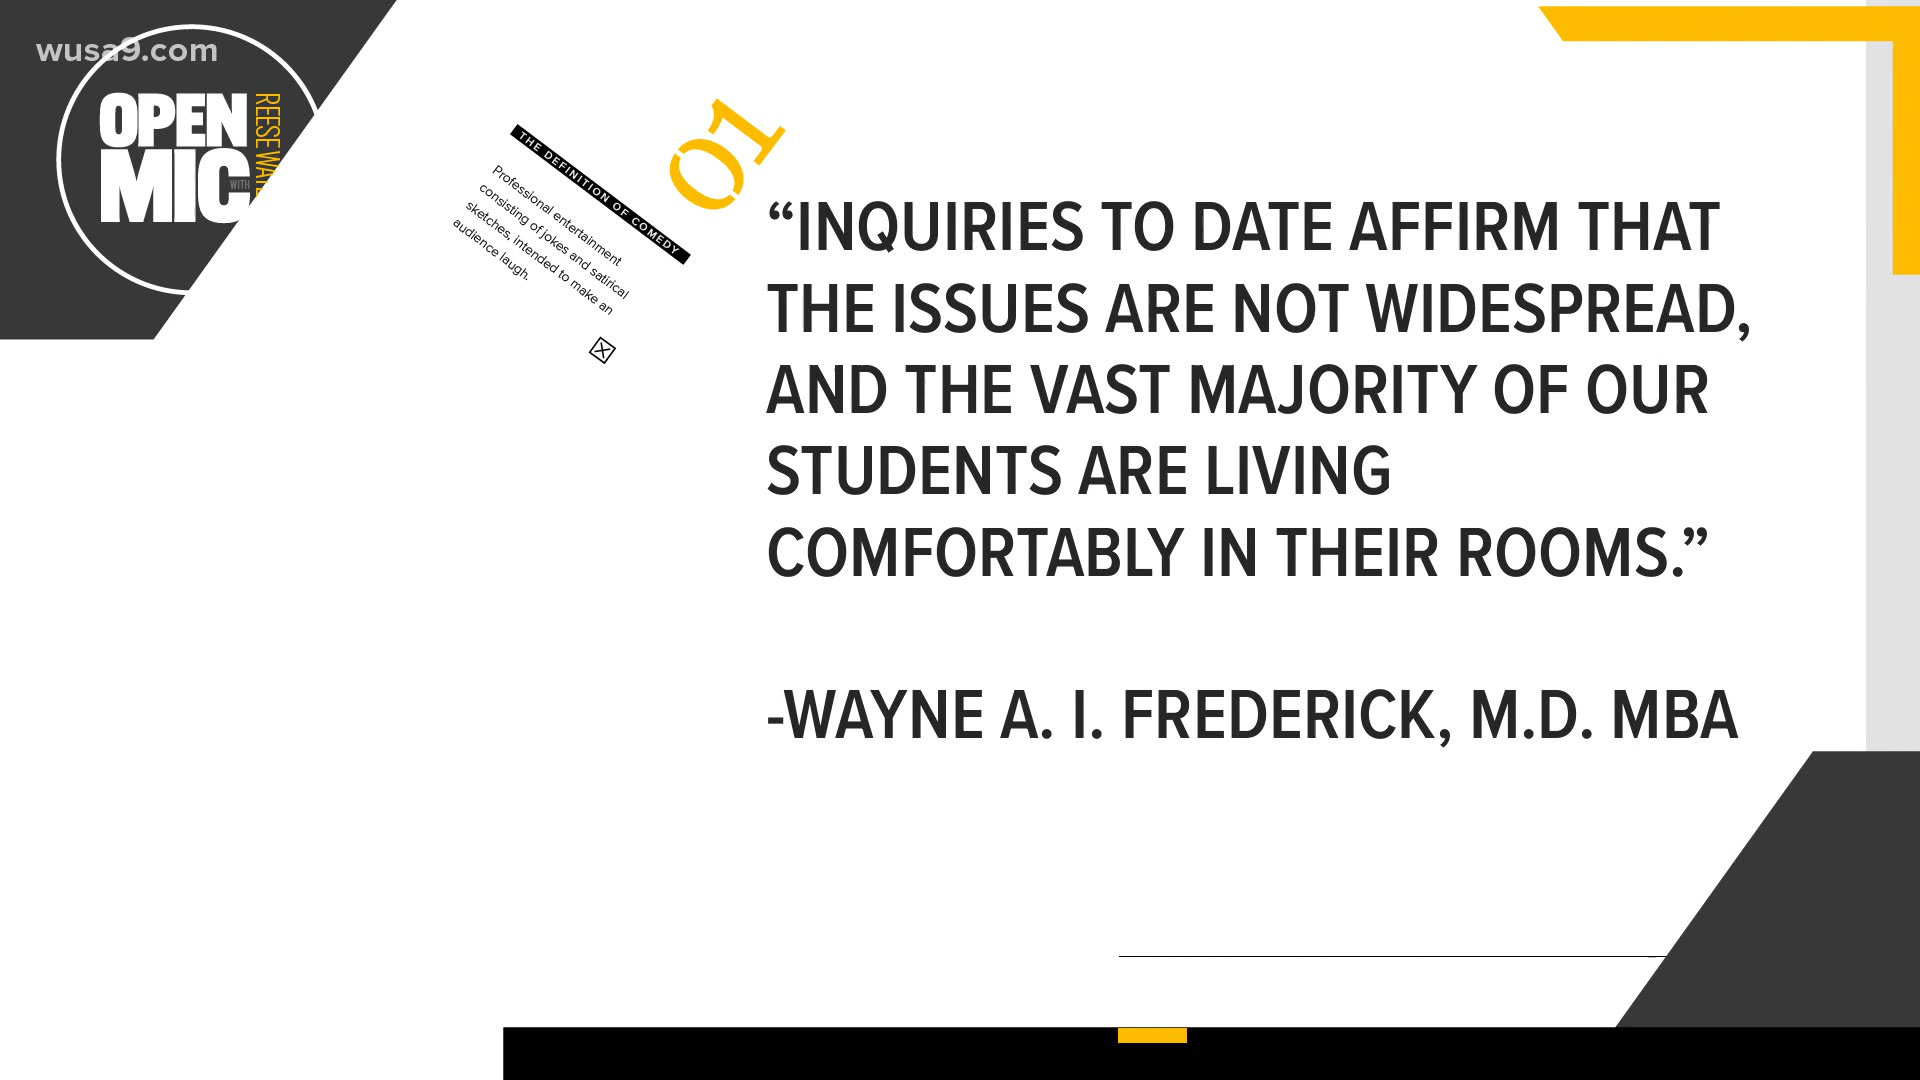 wusa9.com
OPEN
MIC
WITH
REESE
01
THE DEFINITION OF COMEDY
Professional entertainment
consisting of jokes and satirical
sketches, intended to make an
audience laugh.
“INQUIRIES TO DATE AFFIRM THAT
THE ISSUES ARE NOT WIDESPREAD,
AND THE VAST MAJORITY OF OUR
STUDENTS ARE LIVING
COMFORTABLY IN THEIR ROOMS.”
-WAYNE A. I. FREDERICK, M.D. MBA